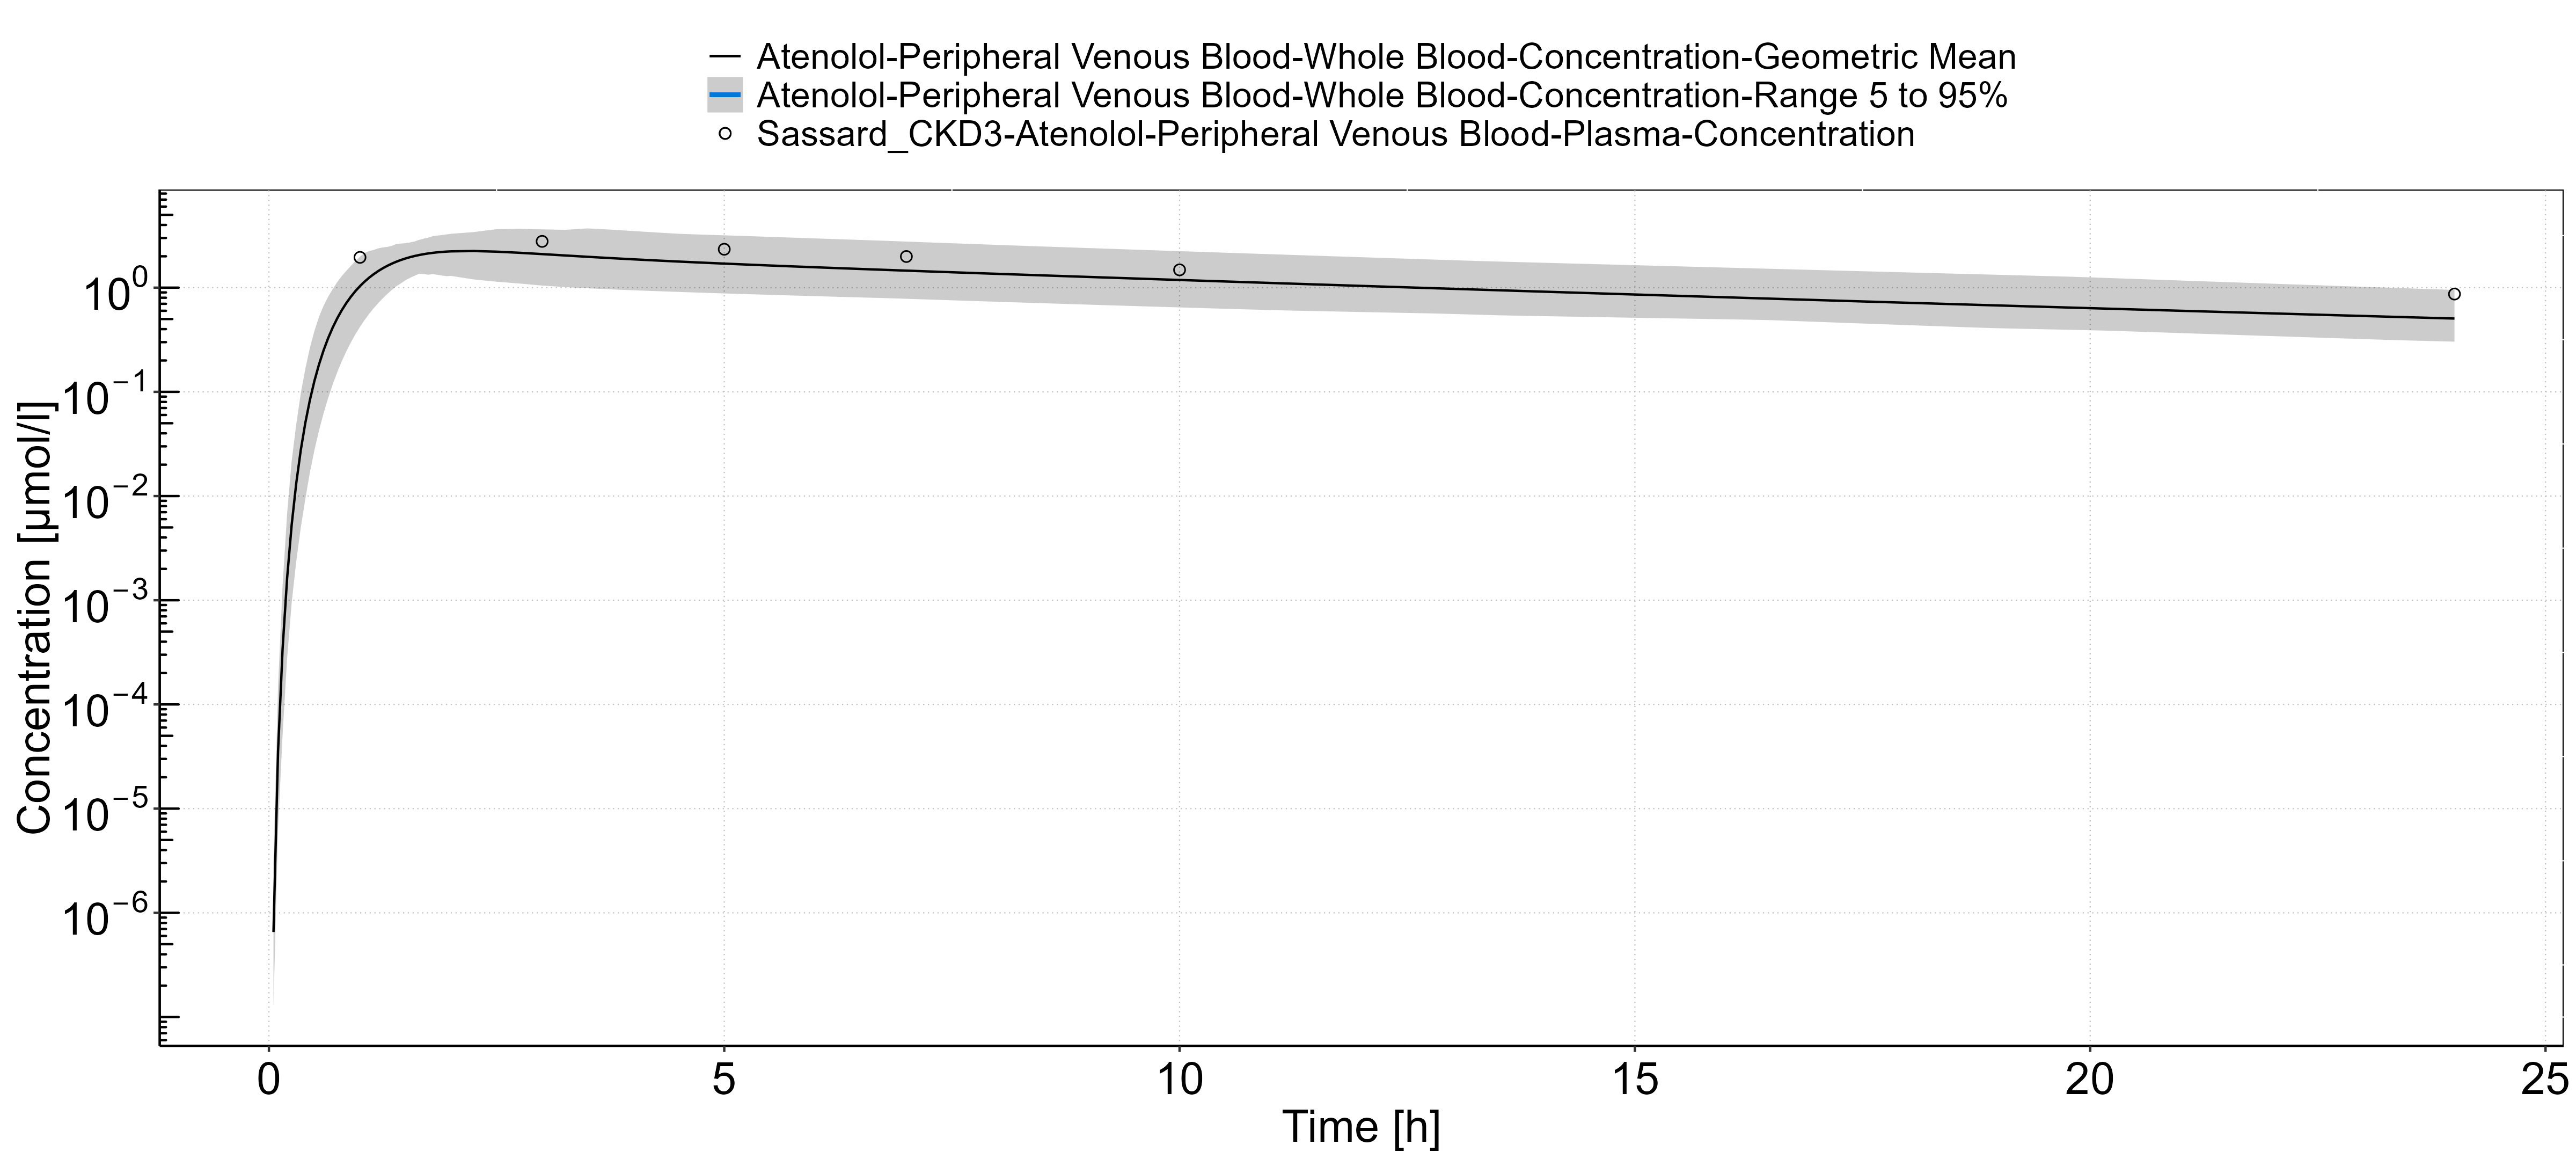 Atenolol-Peripheral Venous Blood-Whole Blood-Concentration-Geometric Mean
Atenolol-Peripheral Venous Blood-Whole Blood-Concentration-Range 5 to 95%
Sassard_CKD3-Atenolol-Peripheral Venous Blood-Plasma-Concentration
Concentration [µmol/l]
10⁰
10⁻¹
10⁻²
10⁻³
10⁻⁴
10⁻⁵
10⁻⁶
0 5 10 15 20 25
Time [h]